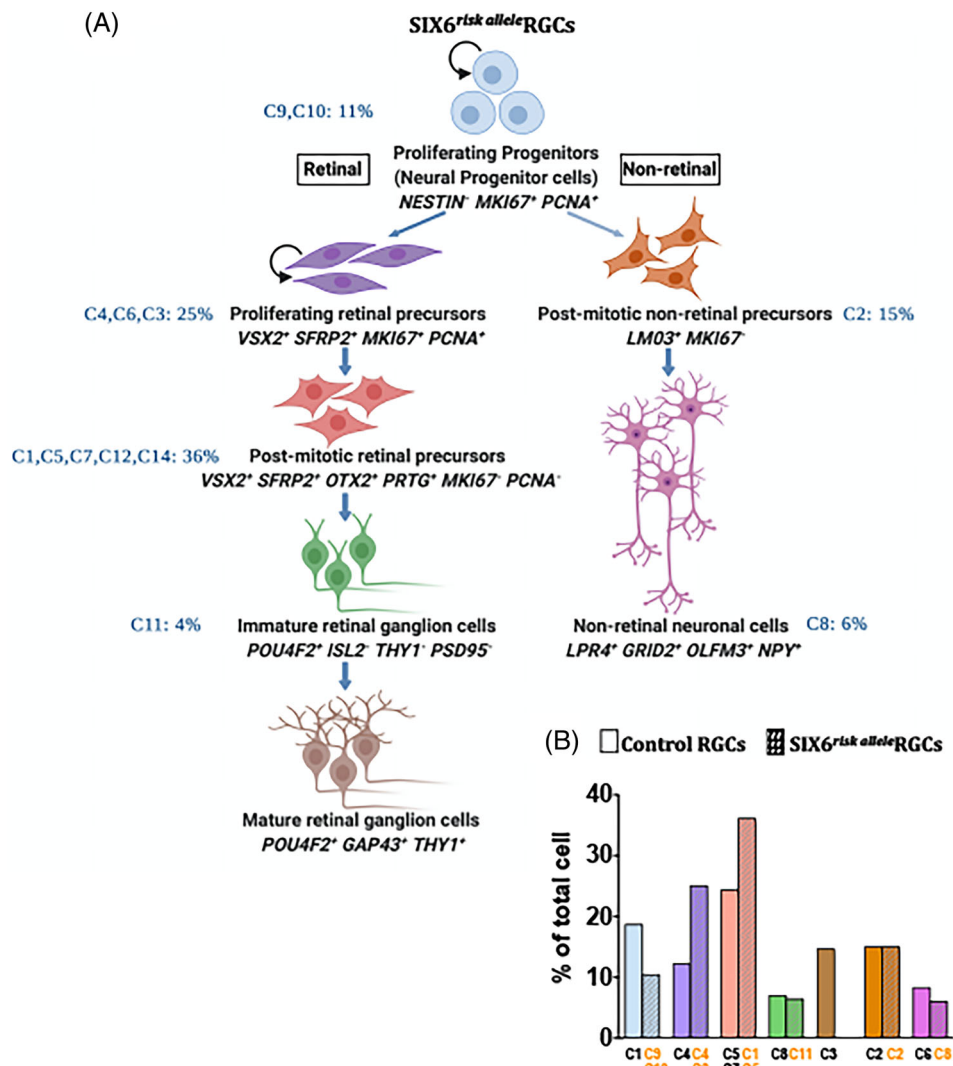 (A)
SIX6risk alleleRGCs
C9,C10: 11%
Retinal
Proliferating Progenitors
(Neural Progenitor cells)
NESTIN- MKI67+ PCNA+
Non-retinal
C4,C6,C3: 25%
Proliferating retinal precursors
VSX2+ SFRP2+ MKI67+ PCNA+
Post-mitotic non-retinal precursors
LM03+ MKI67-
C2: 15%
C1,C5,C7,C12,C14: 36%
Post-mitotic retinal precursors
VSX2+ SFRP2+ OTX2+ PRTG+ MKI67- PCNA-
C11: 4%
Immature retinal ganglion cells
POU4F2+ ISL2- THY1- PSD95-
Non-retinal neuronal cells
LPR4+ GRID2+ OLFM3+ NPY+
C8: 6%
Mature retinal ganglion cells
POU4F2+ GAP43+ THY1+
(B)
Control RGCs
SIX6risk alleleRGCs
% of total cell
40
30
20
10
0
C1 C9 C4 C4 C5 C1 C8 C11 C3 C2 C2 C6 C8